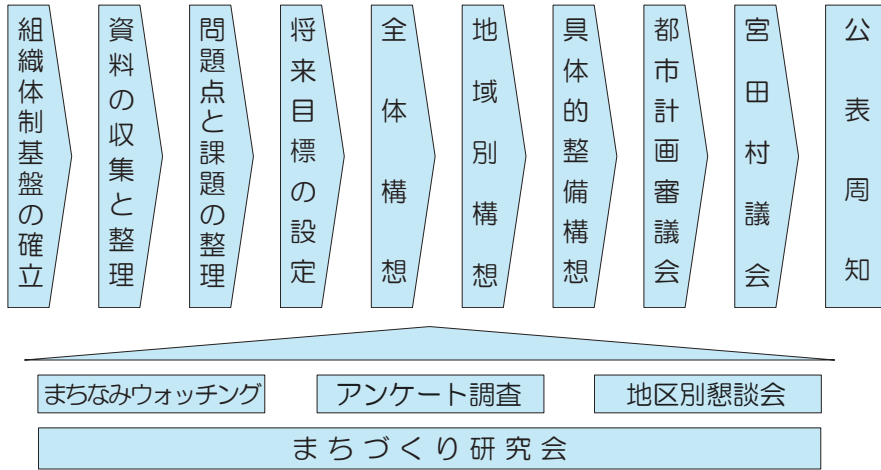 組織体制基盤の確立
資料の収集と整理
問題点と課題の整理
将来目標の設定
全体構想
地域別構想
具体的整備構想
都市計画審議会
宮田村議会
公表周知
まちなみウォッチング
アンケート調査
地区別懇談会
まちづくり研究会